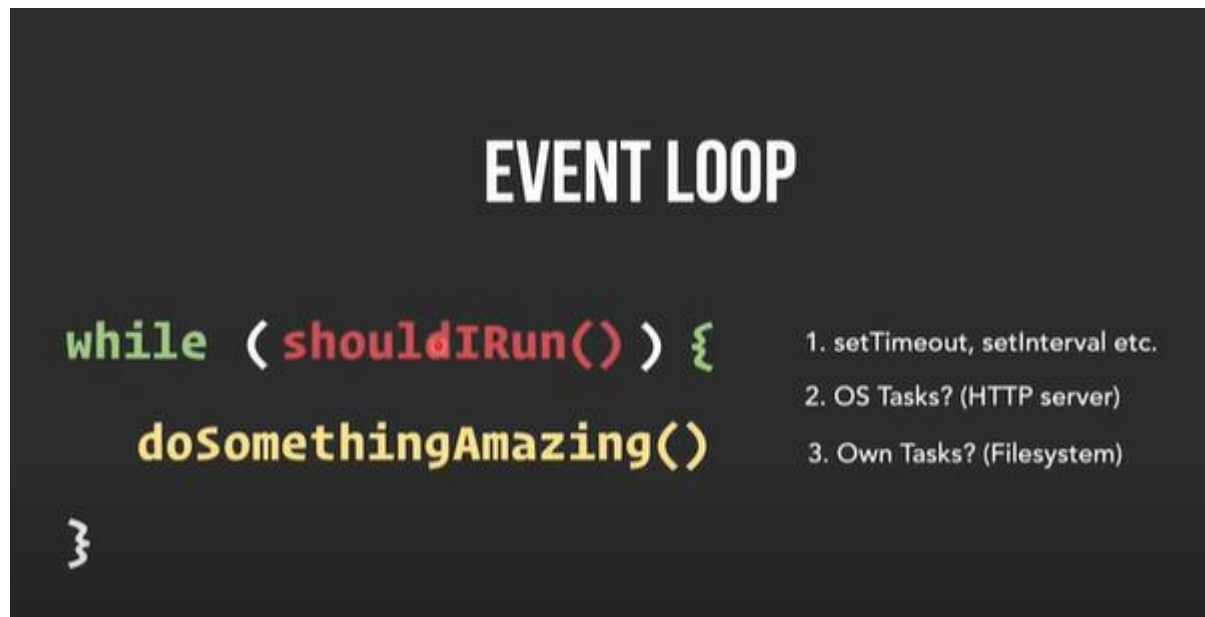 EVENT LOOP
while (shouldIRun()) {
doSomethingAmazing()
}
1. setTimeout, setInterval etc.
2. OS Tasks? (HTTP server)
3. Own Tasks? (Filesystem)